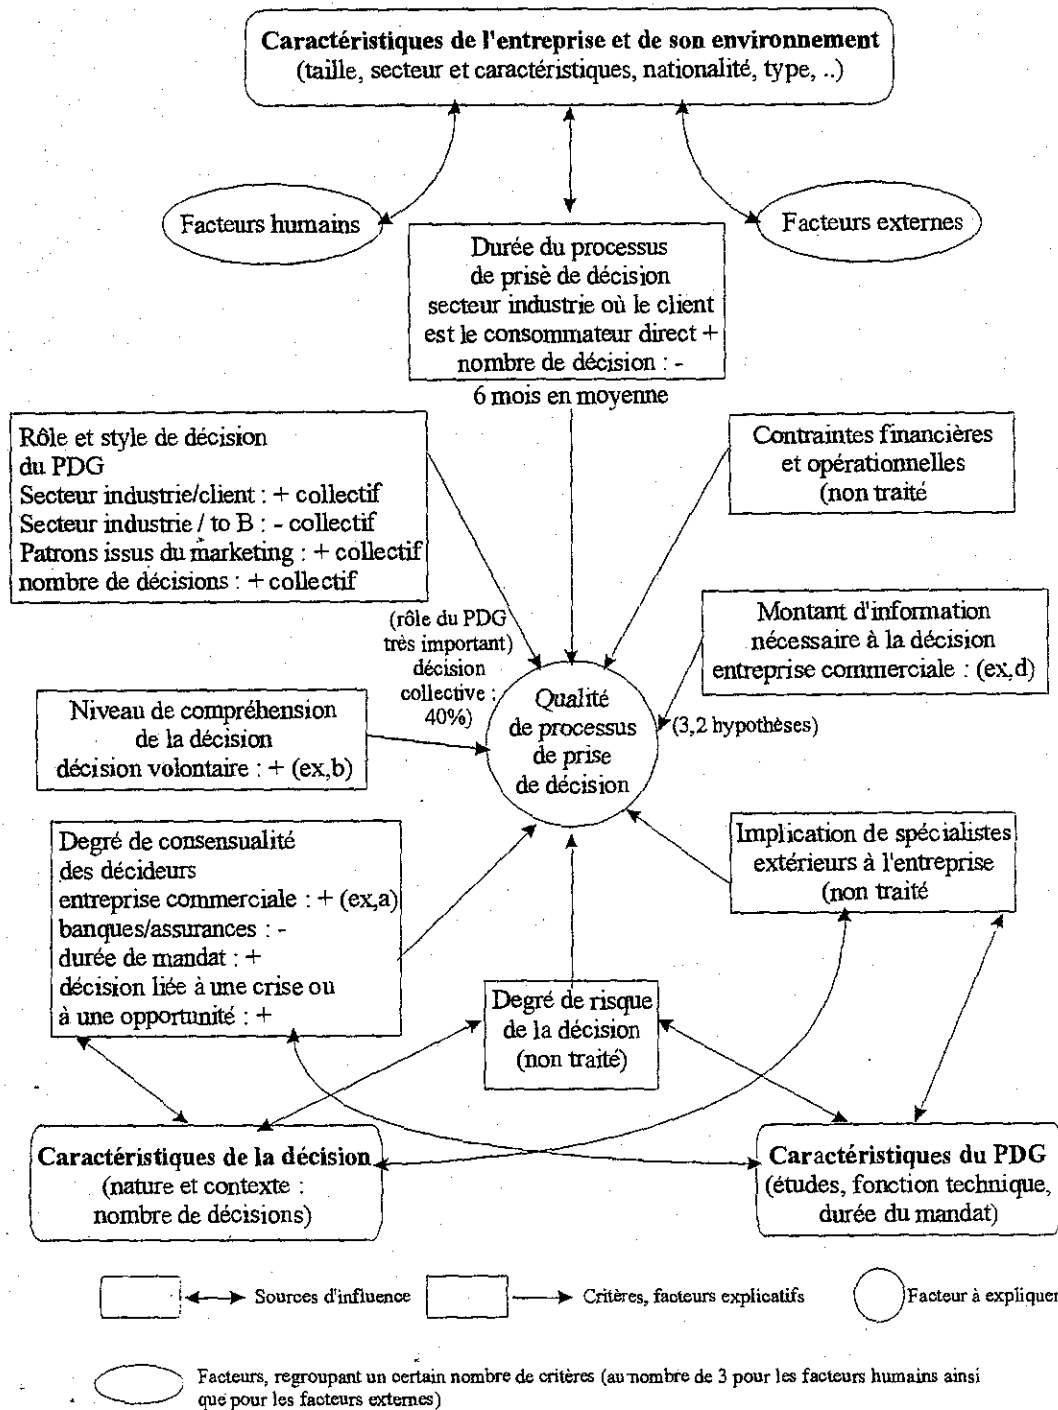 Caractéristiques de l'entreprise et de son environnement
(taille, secteur et caractéristiques, nationalité, type, ..)
Facteurs humains
Facteurs externes
Durée du processus
de prisè de décision
secteur industrie où le client
est le consommateur direct +
nombre de décision : -
6 mois en moyenne
Rôle et style de décision
du PDG
Secteur industrie/client : + collectif
Secteur industrie / to B : - collectif
Patrons issus du marketing : + collectif
nombre de décisions : + collectif
Contraintes financières
et opérationnelles
(non traité
(rôle du PDG
très important)
décision
collective :
40%)
Montant d'information
nécessaire à la décision
entreprise commerciale : (ex,d)
(3,2 hypothèses)
Niveau de compréhension
de la décision
décision volontaire : + (ex,b)
Qualité
de processus
de prise
de décision
Degré de consensualité
des décideurs
entreprise commerciale : + (ex,a)
banques/assurances : -
durée de mandat : +
décision liée à une crise ou
à une opportunité : +
Implication de spécialistes
extérieurs à l'entreprise
(non traité
Degré de risque
de la décision
(non traité)
Caractéristiques de la décision
(nature et contexte :
nombre de décisions)
Caractéristiques du PDG
(études, fonction technique,
durée du mandat)
Sources d'influence
Critères, facteurs explicatifs
Facteur à expliquer
Facteurs, regroupant un certain nombre de critères (au nombre de 3 pour les facteurs humains ainsi
que pour les facteurs externes)